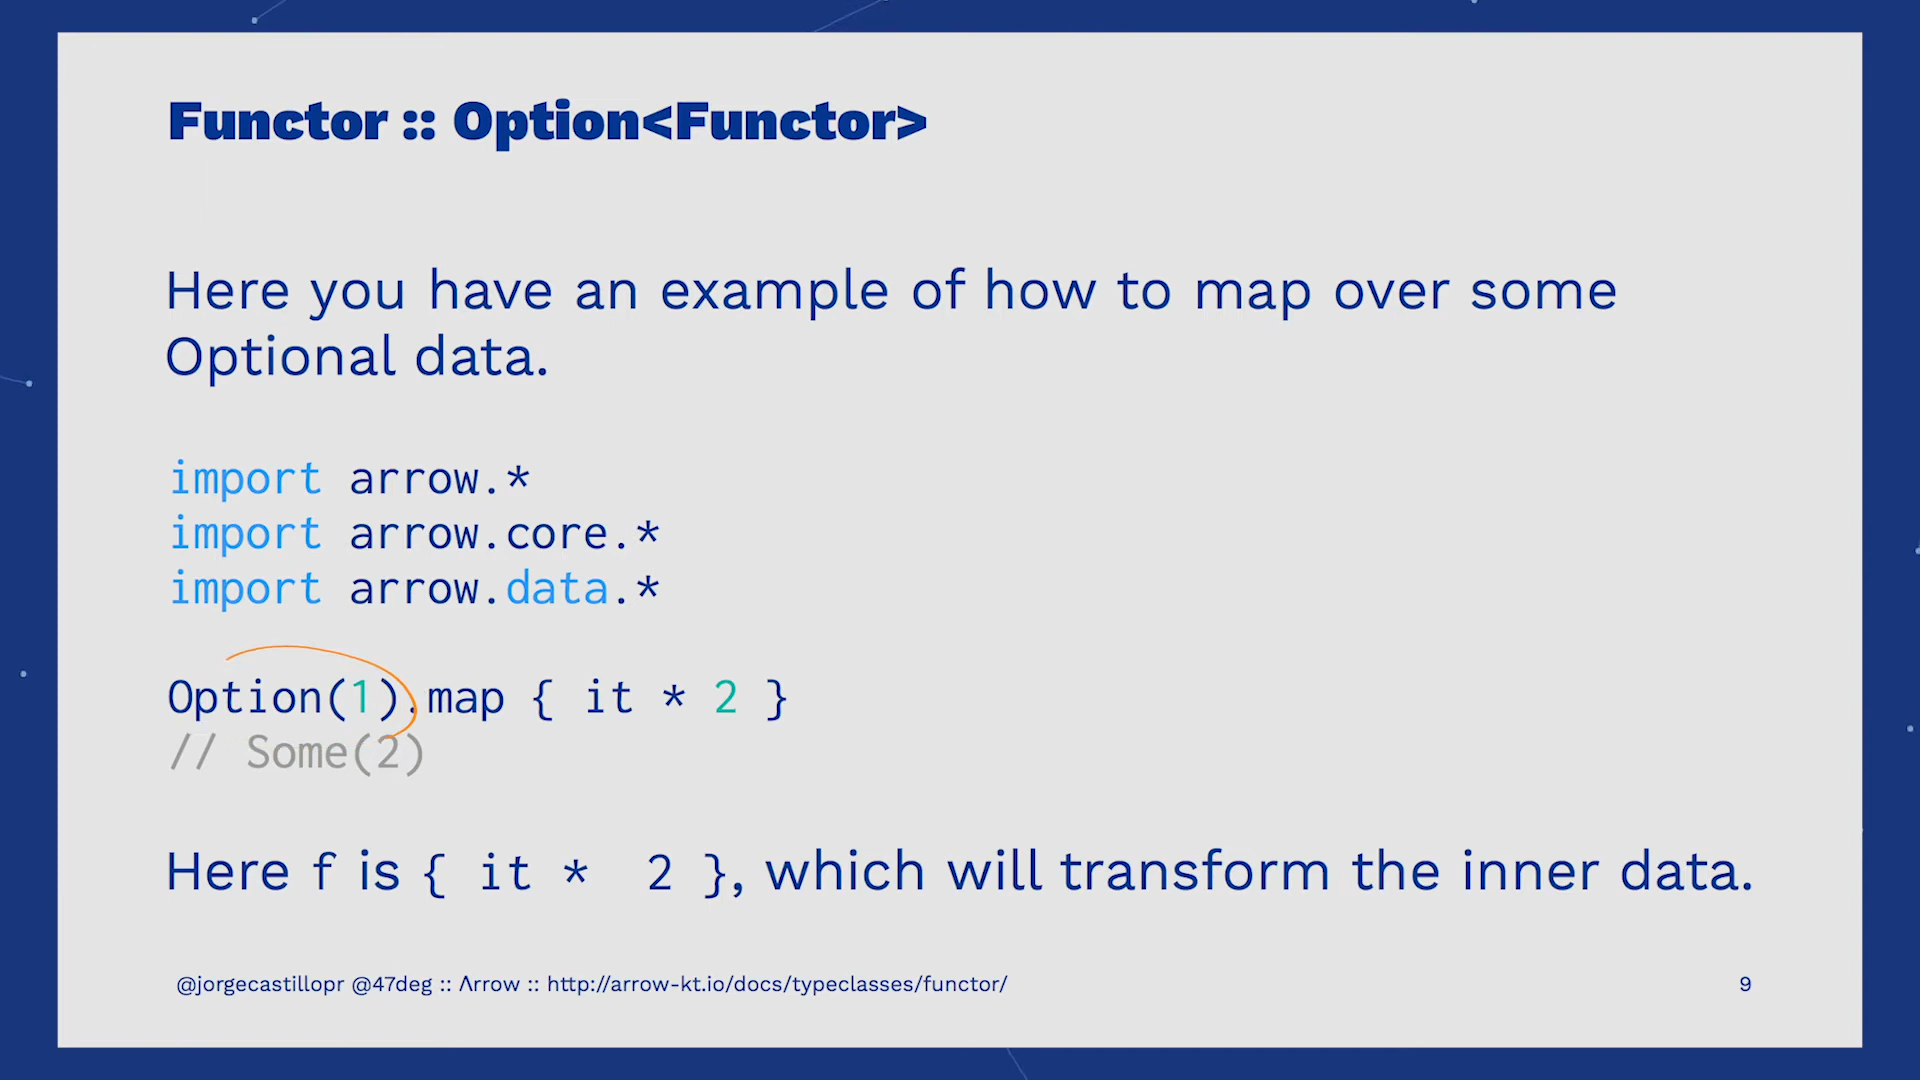 Functor :: Option<Functor>
Here you have an example of how to map over some
Optional data.
import arrow.*
import arrow.core.*
import arrow.data.*
Option(1).map { it * 2 }
// Some(2)
Here f is { it *  2 }, which will transform the inner data.
@jorgecastillopr @47deg :: Λrrow :: http://arrow-kt.io/docs/typeclasses/functor/
9